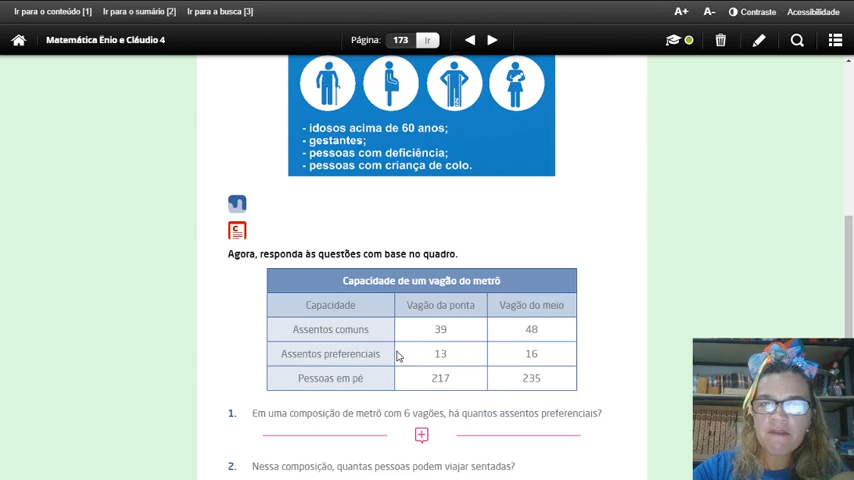 Ir para o conteúdo [1] Ir para o sumário [2] Ir para a busca [3] A+ A- Contraste Acessibilidade
Matemática Ênio e Cláudio 4 Página: 173 Ir
- idosos acima de 60 anos;
- gestantes;
- pessoas com deficiência;
- pessoas com criança de colo.
C
Agora, responda às questões com base no quadro.
Capacidade de um vagão do metrô
Capacidade Vagão da ponta Vagão do meio
Assentos comuns 39 48
Assentos preferenciais 13 16
Pessoas em pé 217 235
1. Em uma composição de metrô com 6 vagões, há quantos assentos preferenciais?
2. Nessa composição, quantas pessoas podem viajar sentadas?